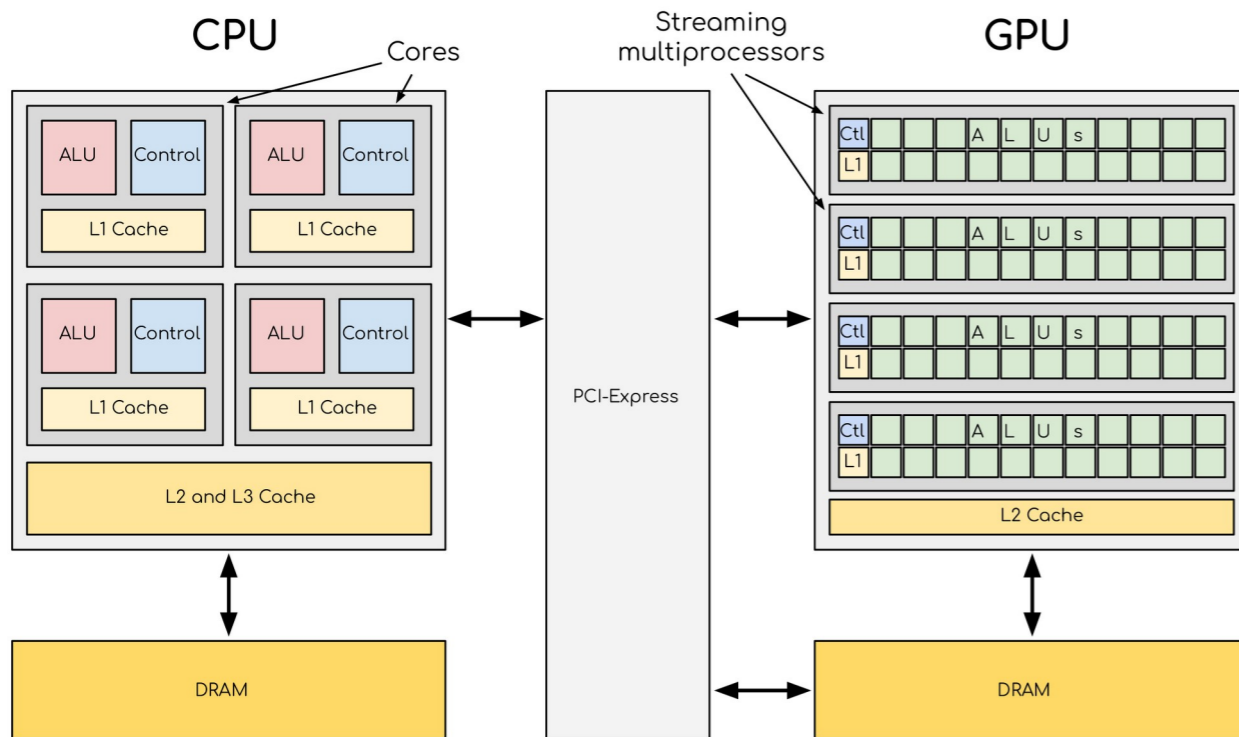 CPU
Cores
Streaming
multiprocessors
GPU
ALU
Control
L1 Cache
ALU
Control
L1 Cache
ALU
Control
L1 Cache
ALU
Control
L1 Cache
L2 and L3 Cache
DRAM
PCI-Express
Ctl A L U s
L1
Ctl A L U s
L1
Ctl A L U s
L1
Ctl A L U s
L1
L2 Cache
DRAM